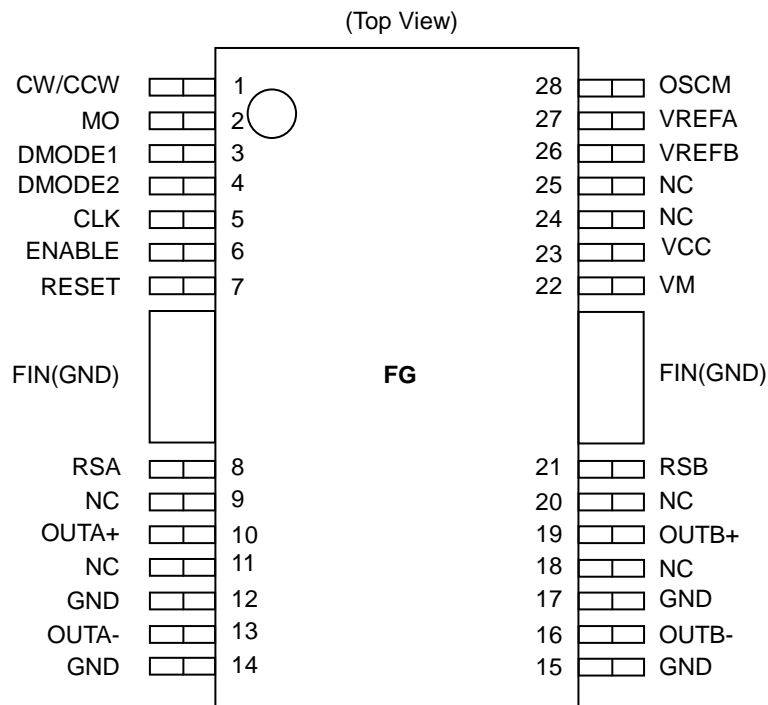 (Top View)
CW/CCW 1 28 OSCM
MO 2 27 VREFA
DMODE1 3 26 VREFB
DMODE2 4 25 NC
CLK 5 24 NC
ENABLE 6 23 VCC
RESET 7 22 VM
FIN(GND) FG FIN(GND)
RSA 8 21 RSB
NC 9 20 NC
OUTA+ 10 19 OUTB+
NC 11 18 NC
GND 12 17 GND
OUTA- 13 16 OUTB-
GND 14 15 GND